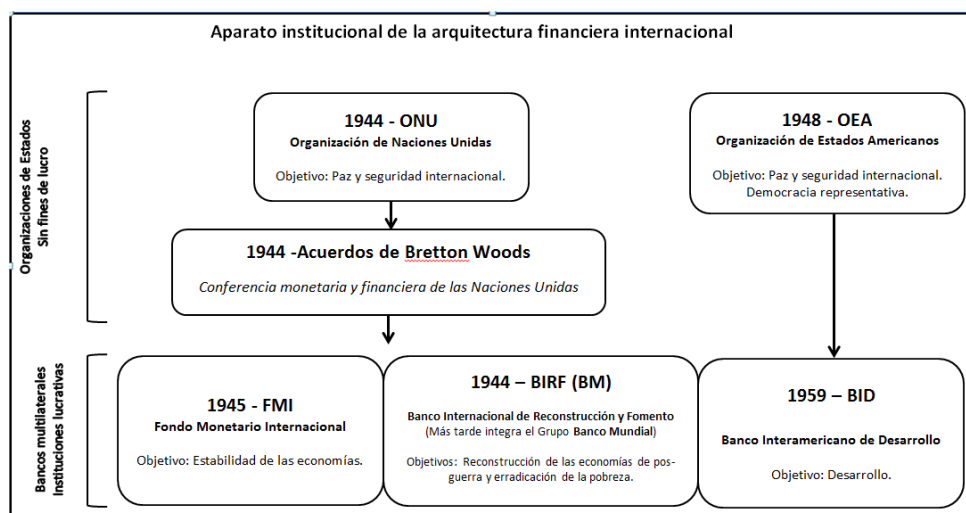 Aparato institucional de la arquitectura financiera internacional
Organizaciones de Estados
Sin fines de lucro
1944 - ONU
Organización de Naciones Unidas
Objetivo: Paz y seguridad internacional.
1948 - OEA
Organización de Estados Americanos
Objetivo: Paz y seguridad internacional.
Democracia representativa.
1944 -Acuerdos de Bretton Woods
Conferencia monetaria y financiera de las Naciones Unidas
Bancos multilaterales
Instituciones lucrativas
1945 - FMI
Fondo Monetario Internacional
Objetivo: Estabilidad de las economías.
1944 – BIRF (BM)
Banco Internacional de Reconstrucción y Fomento
(Más tarde integra el Grupo Banco Mundial)
Objetivos: Reconstrucción de las economías de pos-
guerra y erradicación de la pobreza.
1959 – BID
Banco Interamericano de Desarrollo
Objetivo: Desarrollo.